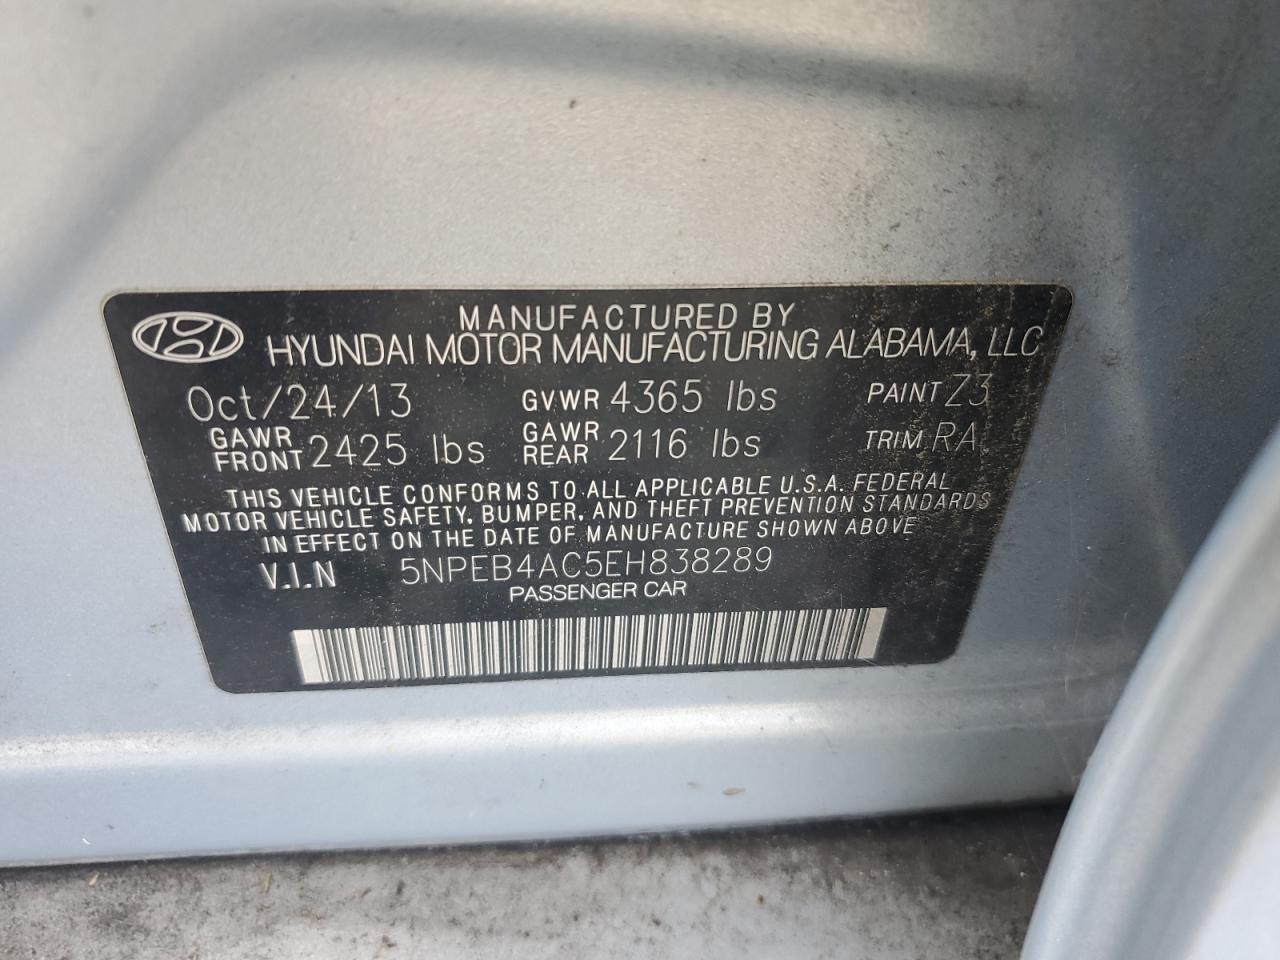 MANUFACTURED BY
HYUNDAI MOTOR MANUFACTURING ALABAMA, LLC
Oct/24/13 GVWR 4365 lbs PAINT Z3
GAWR FRONT 2425 lbs GAWR REAR 2116 lbs TRIM RA
THIS VEHICLE CONFORMS TO ALL APPLICABLE U.S.A. FEDERAL
MOTOR VEHICLE SAFETY, BUMPER, AND THEFT PREVENTION STANDARDS
IN EFFECT ON THE DATE OF MANUFACTURE SHOWN ABOVE
V.I.N 5NPEB4AC5EH838289
PASSENGER CAR